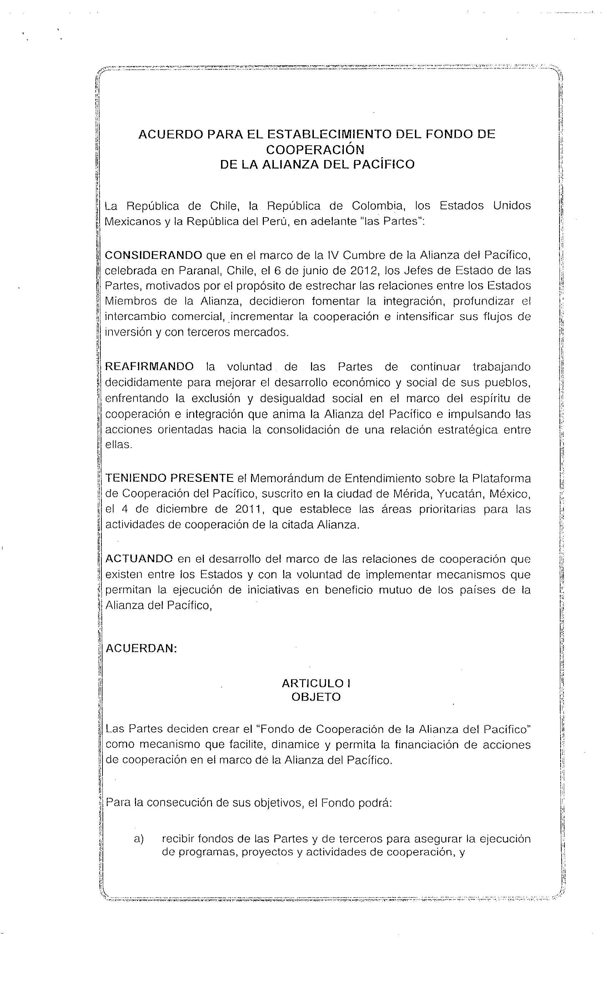 ACUERDO PARA EL ESTABLECIMIENTO DEL FONDO DE
COOPERACIÓN
DE LA ALIANZA DEL PACÍFICO
La República de Chile, la República de Colombia, los Estados Unidos
Mexicanos y la República del Perú, en adelante "las Partes":
CONSIDERANDO que en el marco de la IV Cumbre de la Alianza del Pacífico,
celebrada en Paranal, Chile, el 6 de junio de 2012, los Jefes de Estado de las
Partes, motivados por el propósito de estrechar las relaciones entre los Estados
Miembros de la Alianza, decidieron fomentar la integración, profundizar el
intercambio comercial, incrementar la cooperación e intensificar sus flujos de
inversión y con terceros mercados.
REAFIRMANDO la voluntad de las Partes de continuar trabajando
decididamente para mejorar el desarrollo económico y social de sus pueblos,
enfrentando la exclusión y desigualdad social en el marco del espíritu de
cooperación e integración que anima la Alianza del Pacífico e impulsando las
acciones orientadas hacia la consolidación de una relación estratégica entre
ellas.
TENIENDO PRESENTE el Memorándum de Entendimiento sobre la Plataforma
de Cooperación del Pacífico, suscrito en la ciudad de Mérida, Yucatán, México,
el 4 de diciembre de 2011, que establece las áreas prioritarias para las
actividades de cooperación de la citada Alianza.
ACTUANDO en el desarrollo del marco de las relaciones de cooperación que
existen entre los Estados y con la voluntad de implementar mecanismos que
permitan la ejecución de iniciativas en beneficio mutuo de los países de la
Alianza del Pacífico,
ACUERDAN:
ARTICULO I
OBJETO
Las Partes deciden crear el "Fondo de Cooperación de la Alianza del Pacífico"
como mecanismo que facilite, dinamice y permita la financiación de acciones
de cooperación en el marco de la Alianza del Pacífico.
Para la consecución de sus objetivos, el Fondo podrá:
a) recibir fondos de las Partes y de terceros para asegurar la ejecución
de programas, proyectos y actividades de cooperación, y